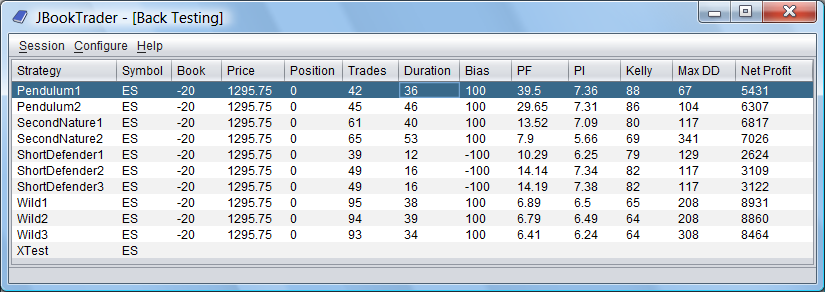 JBookTrader - [Back Testing]
Session Configure Help
Strategy Symbol Book Price Position Trades Duration Bias PF PI Kelly Max DD Net Profit
Pendulum1 ES -20 1295.75 0 42 36 100 39.5 7.36 88 67 5431
Pendulum2 ES -20 1295.75 0 45 46 100 29.65 7.31 86 104 6307
SecondNature1 ES -20 1295.75 0 61 40 100 13.52 7.09 80 117 6817
SecondNature2 ES -20 1295.75 0 65 53 100 7.9 5.66 69 341 7026
ShortDefender1 ES -20 1295.75 0 39 12 -100 10.29 6.25 79 129 2624
ShortDefender2 ES -20 1295.75 0 49 16 -100 14.14 7.34 82 117 3109
ShortDefender3 ES -20 1295.75 0 49 16 -100 14.19 7.38 82 117 3122
Wild1 ES -20 1295.75 0 95 38 100 6.89 6.5 65 208 8931
Wild2 ES -20 1295.75 0 94 39 100 6.79 6.49 64 208 8860
Wild3 ES -20 1295.75 0 93 34 100 6.41 6.24 64 308 8464
XTest ES